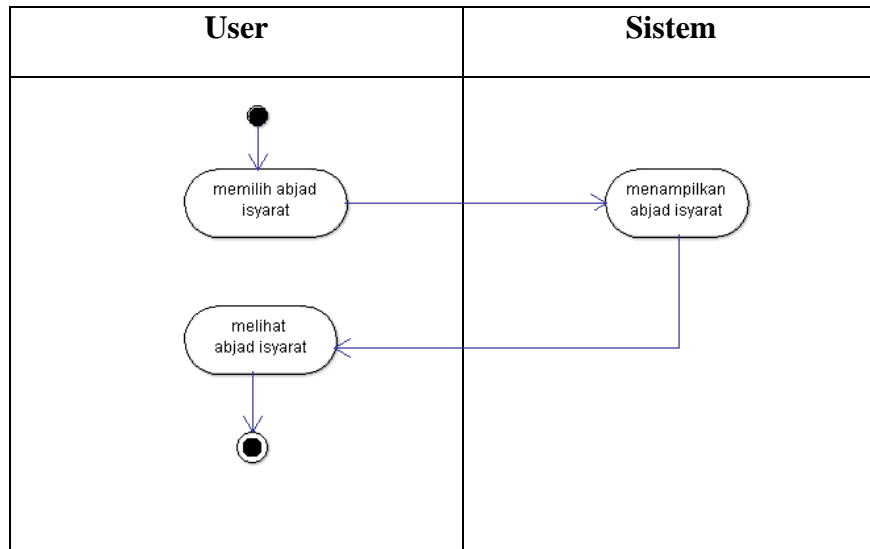 User
Sistem
memilih abjad
isyarat
menampilkan
abjad isyarat
melihat
abjad isyarat